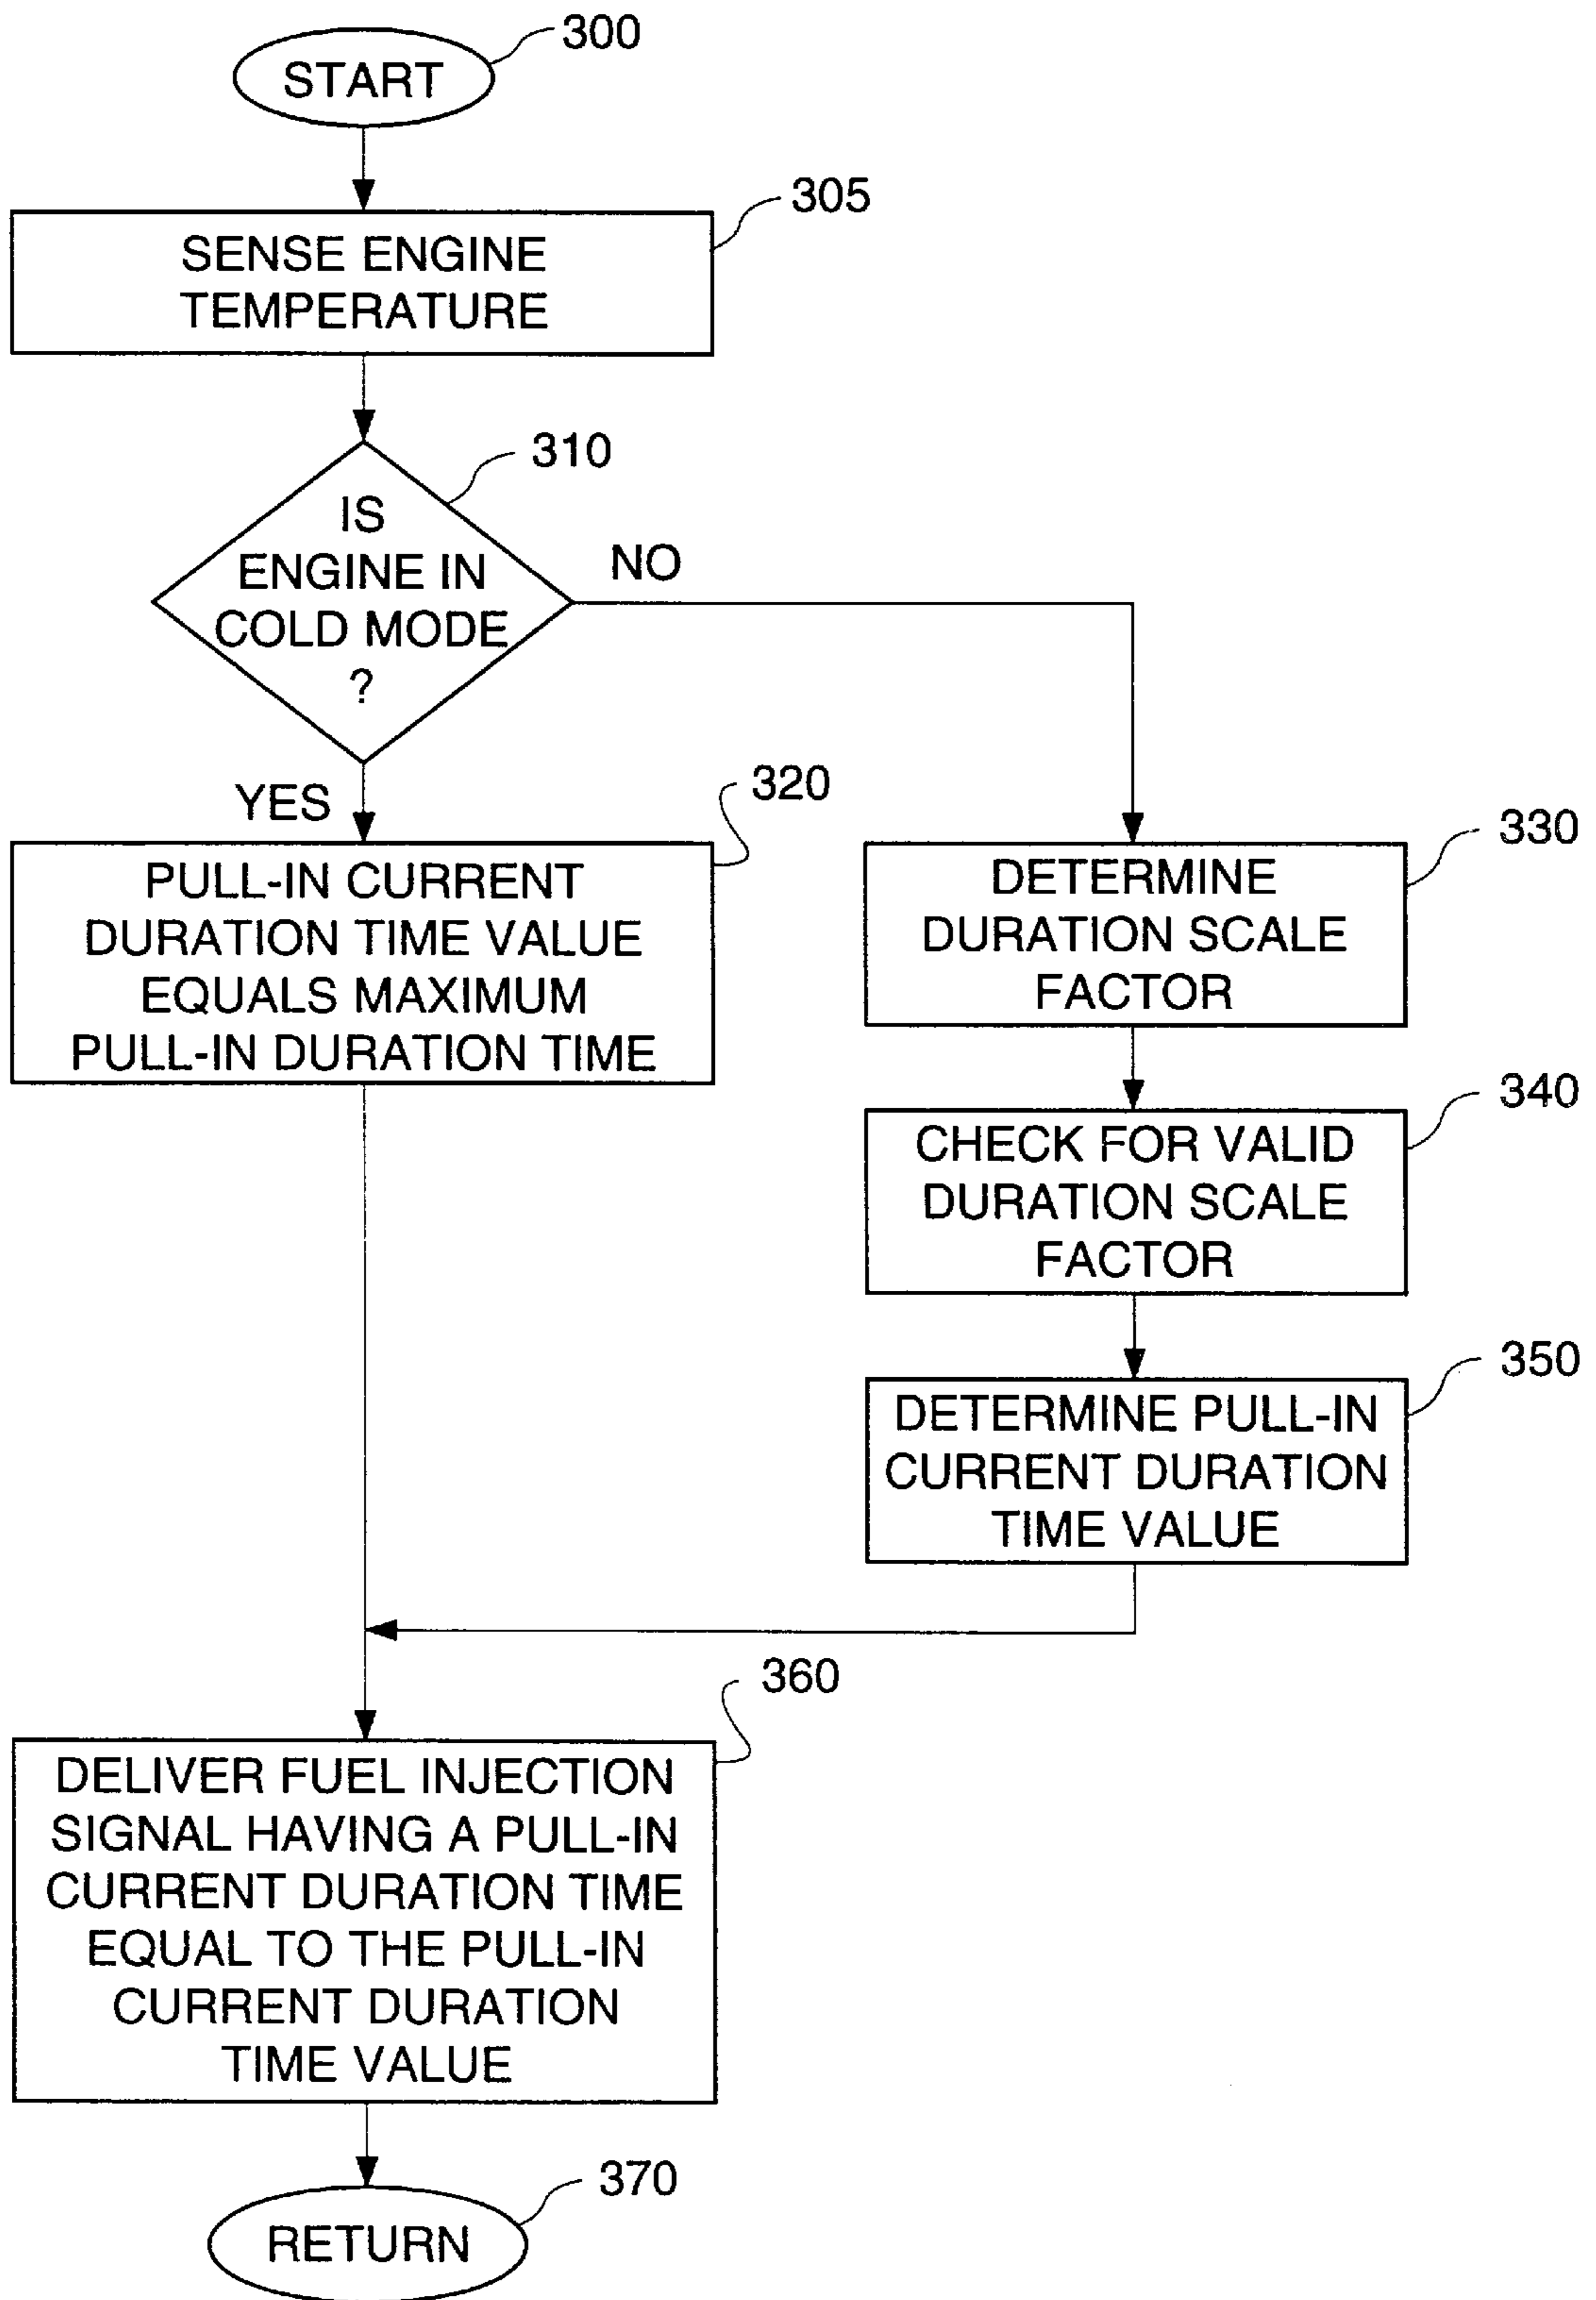 START
300
SENSE ENGINE
TEMPERATURE
305
IS
ENGINE IN
COLD MODE
?
310
NO
YES
PULL-IN CURRENT
DURATION TIME VALUE
EQUALS MAXIMUM
PULL-IN DURATION TIME
320
DETERMINE
DURATION SCALE
FACTOR
330
CHECK FOR VALID
DURATION SCALE
FACTOR
340
DETERMINE PULL-IN
CURRENT DURATION
TIME VALUE
350
DELIVER FUEL INJECTION
SIGNAL HAVING A PULL-IN
CURRENT DURATION TIME
EQUAL TO THE PULL-IN
CURRENT DURATION
TIME VALUE
360
RETURN
370